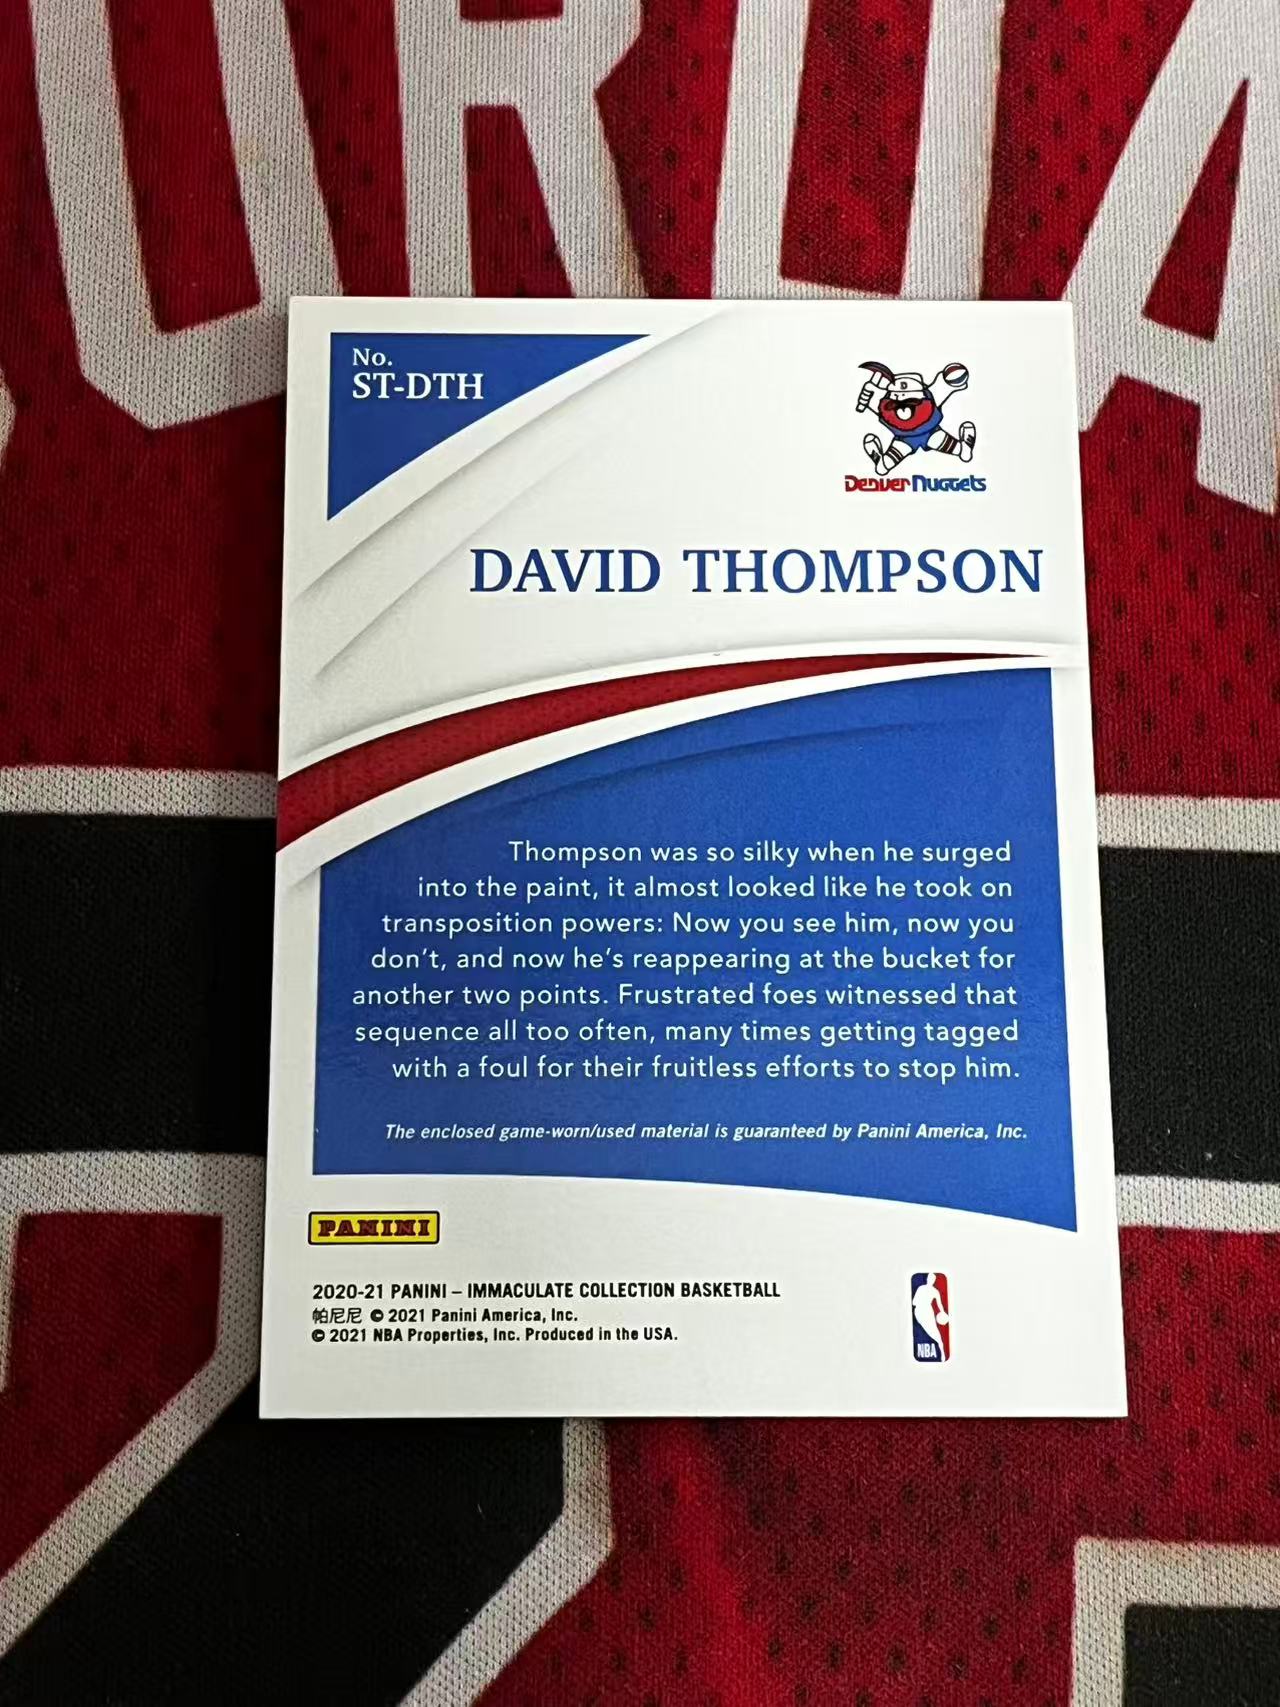 No.
ST-DTH
Denver Nuggets
DAVID THOMPSON
Thompson was so silky when he surged
into the paint, it almost looked like he took on
transposition powers: Now you see him, now you
don't, and now he's reappearing at the bucket for
another two points. Frustrated foes witnessed that
sequence all too often, many times getting tagged
with a foul for their fruitless efforts to stop him.
The enclosed game-worn/used material is guaranteed by Panini America, Inc.
PANINI
2020-21 PANINI – IMMACULATE COLLECTION BASKETBALL
帕尼尼 © 2021 Panini America, Inc.
© 2021 NBA Properties, Inc. Produced in the USA.
NBA